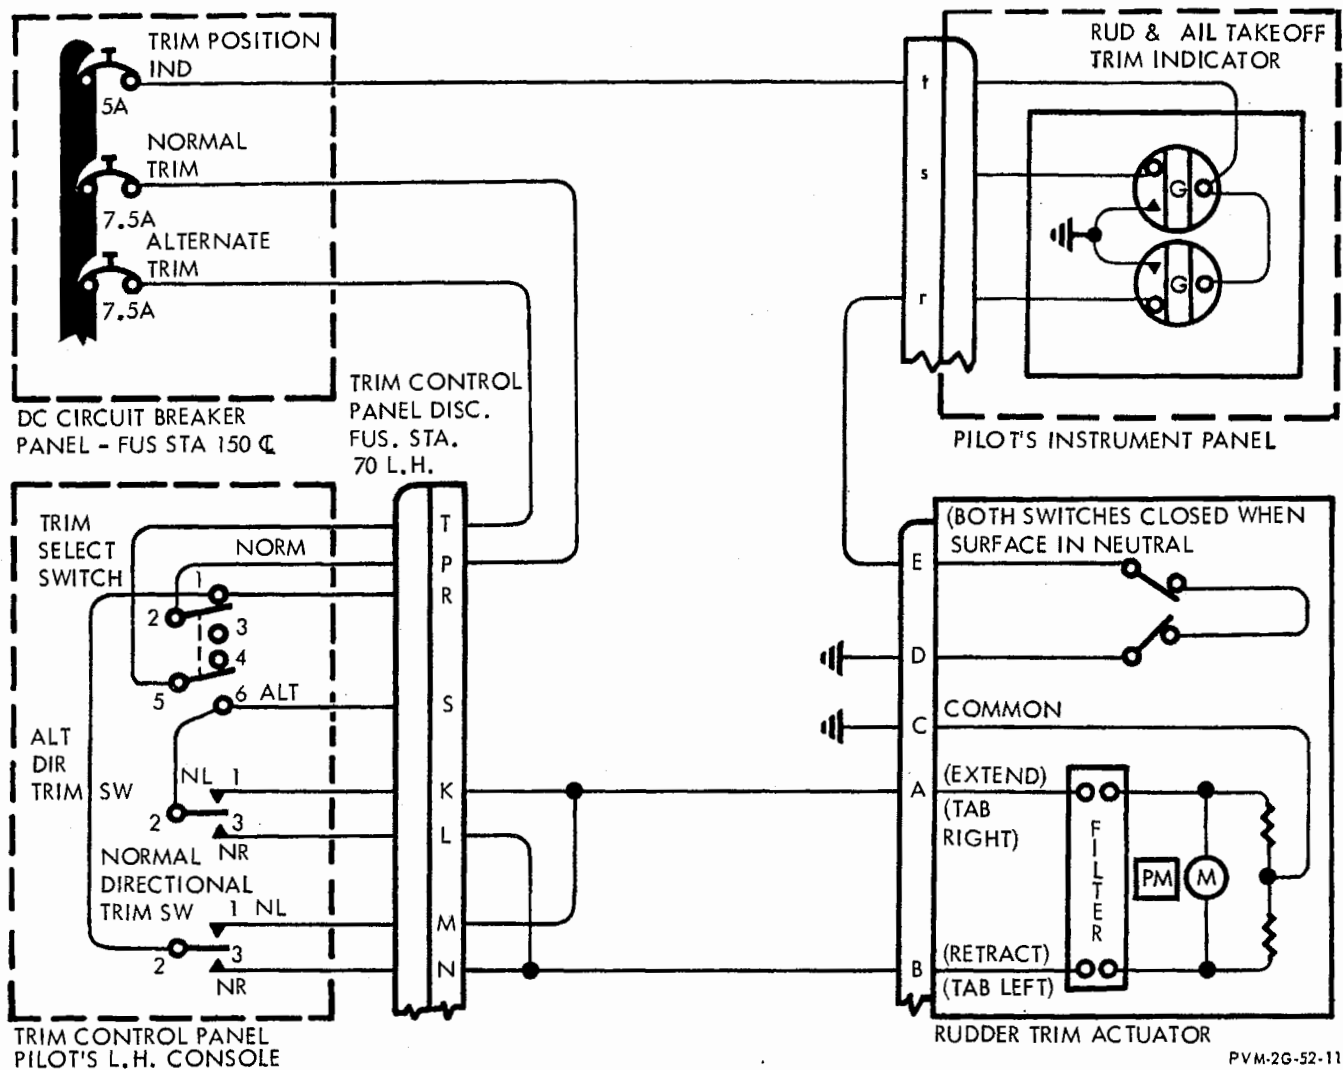 TRIM POSITION
IND
5A
NORMAL
TRIM
7.5A
ALTERNATE
TRIM
7.5A
DC CIRCUIT BREAKER
PANEL - FUS STA 150 ℄
TRIM CONTROL
PANEL DISC.
FUS. STA.
70 L.H.
RUD & AIL TAKEOFF
TRIM INDICATOR
t
s
r
G
G
PILOT'S INSTRUMENT PANEL
TRIM
SELECT
SWITCH
NORM
1
2
3
4
5
6 ALT
ALT
DIR
TRIM SW
NL 1
2
3
NR
NORMAL
DIRECTIONAL
TRIM SW
1 NL
2
3
NR
T
P
R
S
K
L
M
N
TRIM CONTROL PANEL
PILOT'S L.H. CONSOLE
(BOTH SWITCHES CLOSED WHEN
SURFACE IN NEUTRAL
E
D
C
COMMON
A
(EXTEND)
(TAB
RIGHT)
FILTER
PM
M
B
(RETRACT)
(TAB LEFT)
RUDDER TRIM ACTUATOR
PVM-2G-52-11